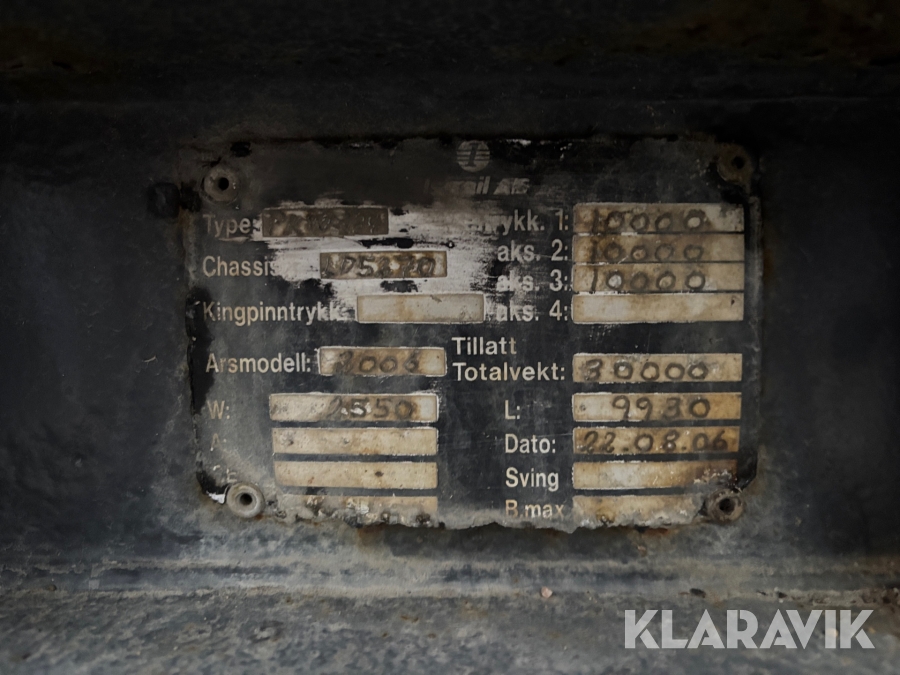 Type:
Chassis
Kingpinntrykk:
Årsmodell: 2006
W: 2550
A:
trykk. 1: 10000
aks. 2: 10000
aks. 3: 10000
aks. 4:
Tillatt
Totalvekt: 30000
L: 9930
Dato: 22.08.06
Sving
B.max
KLARAVIK